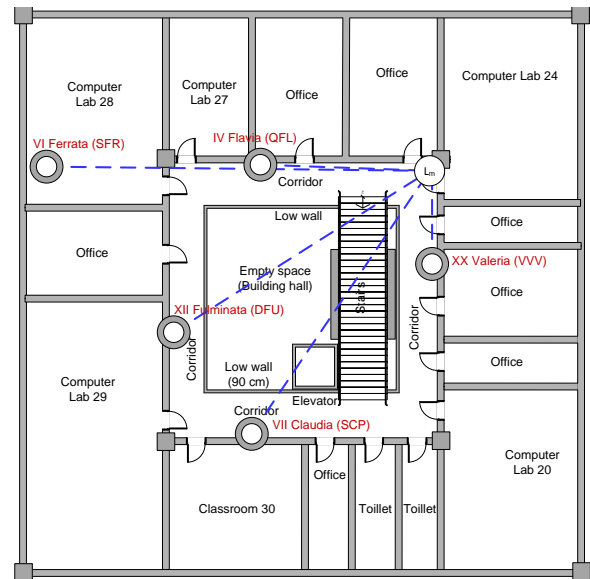 Computer
Lab 28
Computer
Lab 27
Office
Office
Computer Lab 24
VI Ferrata (SFR)
IV Flavia (QFL)
Lm
Corridor
Low wall
Office
Office
Empty space
(Building hall)
XX Valeria (VVV)
Stairs
Office
XII Fulminata (DFU)
Corridor
Corridor
Office
Computer
Lab 29
Low wall
(90 cm)
Elevator
Corridor
VII Claudia (SCP)
Computer
Lab 20
Office
Classroom 30
Toillet
Toillet